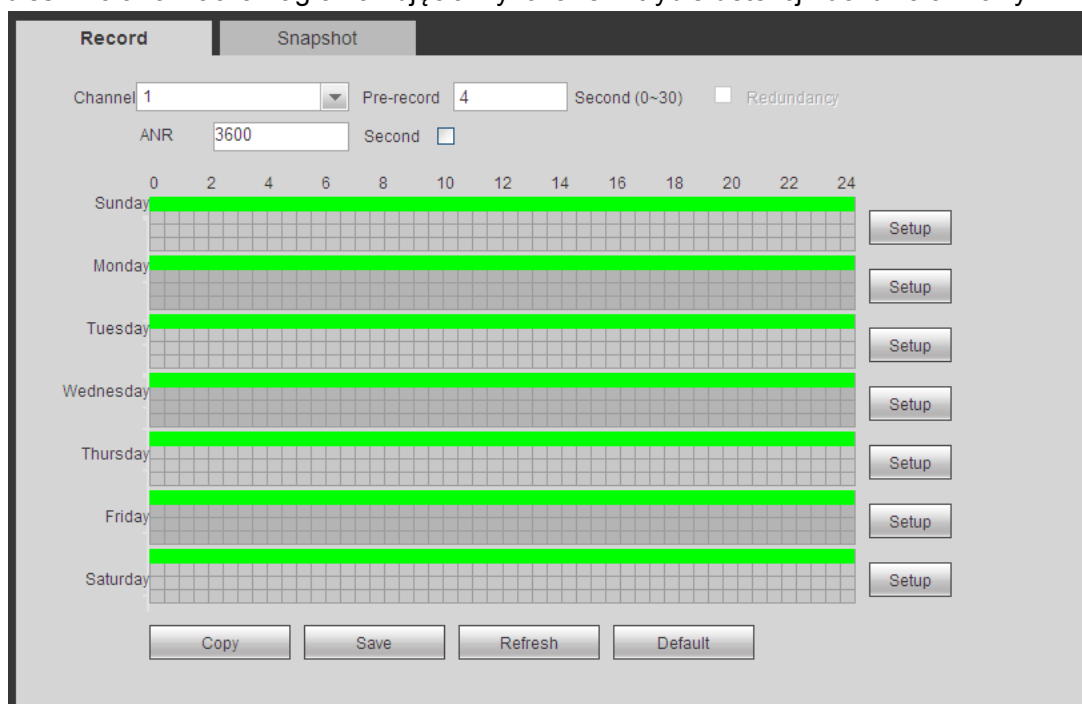 Record Snapshot
Channel 1 Pre-record 4 Second (0~30) Redundancy
ANR 3600 Second
0 2 4 6 8 10 12 14 16 18 20 22 24
Sunday
Setup
Monday
Setup
Tuesday
Setup
Wednesday
Setup
Thursday
Setup
Friday
Setup
Saturday
Setup
Copy Save Refresh Default